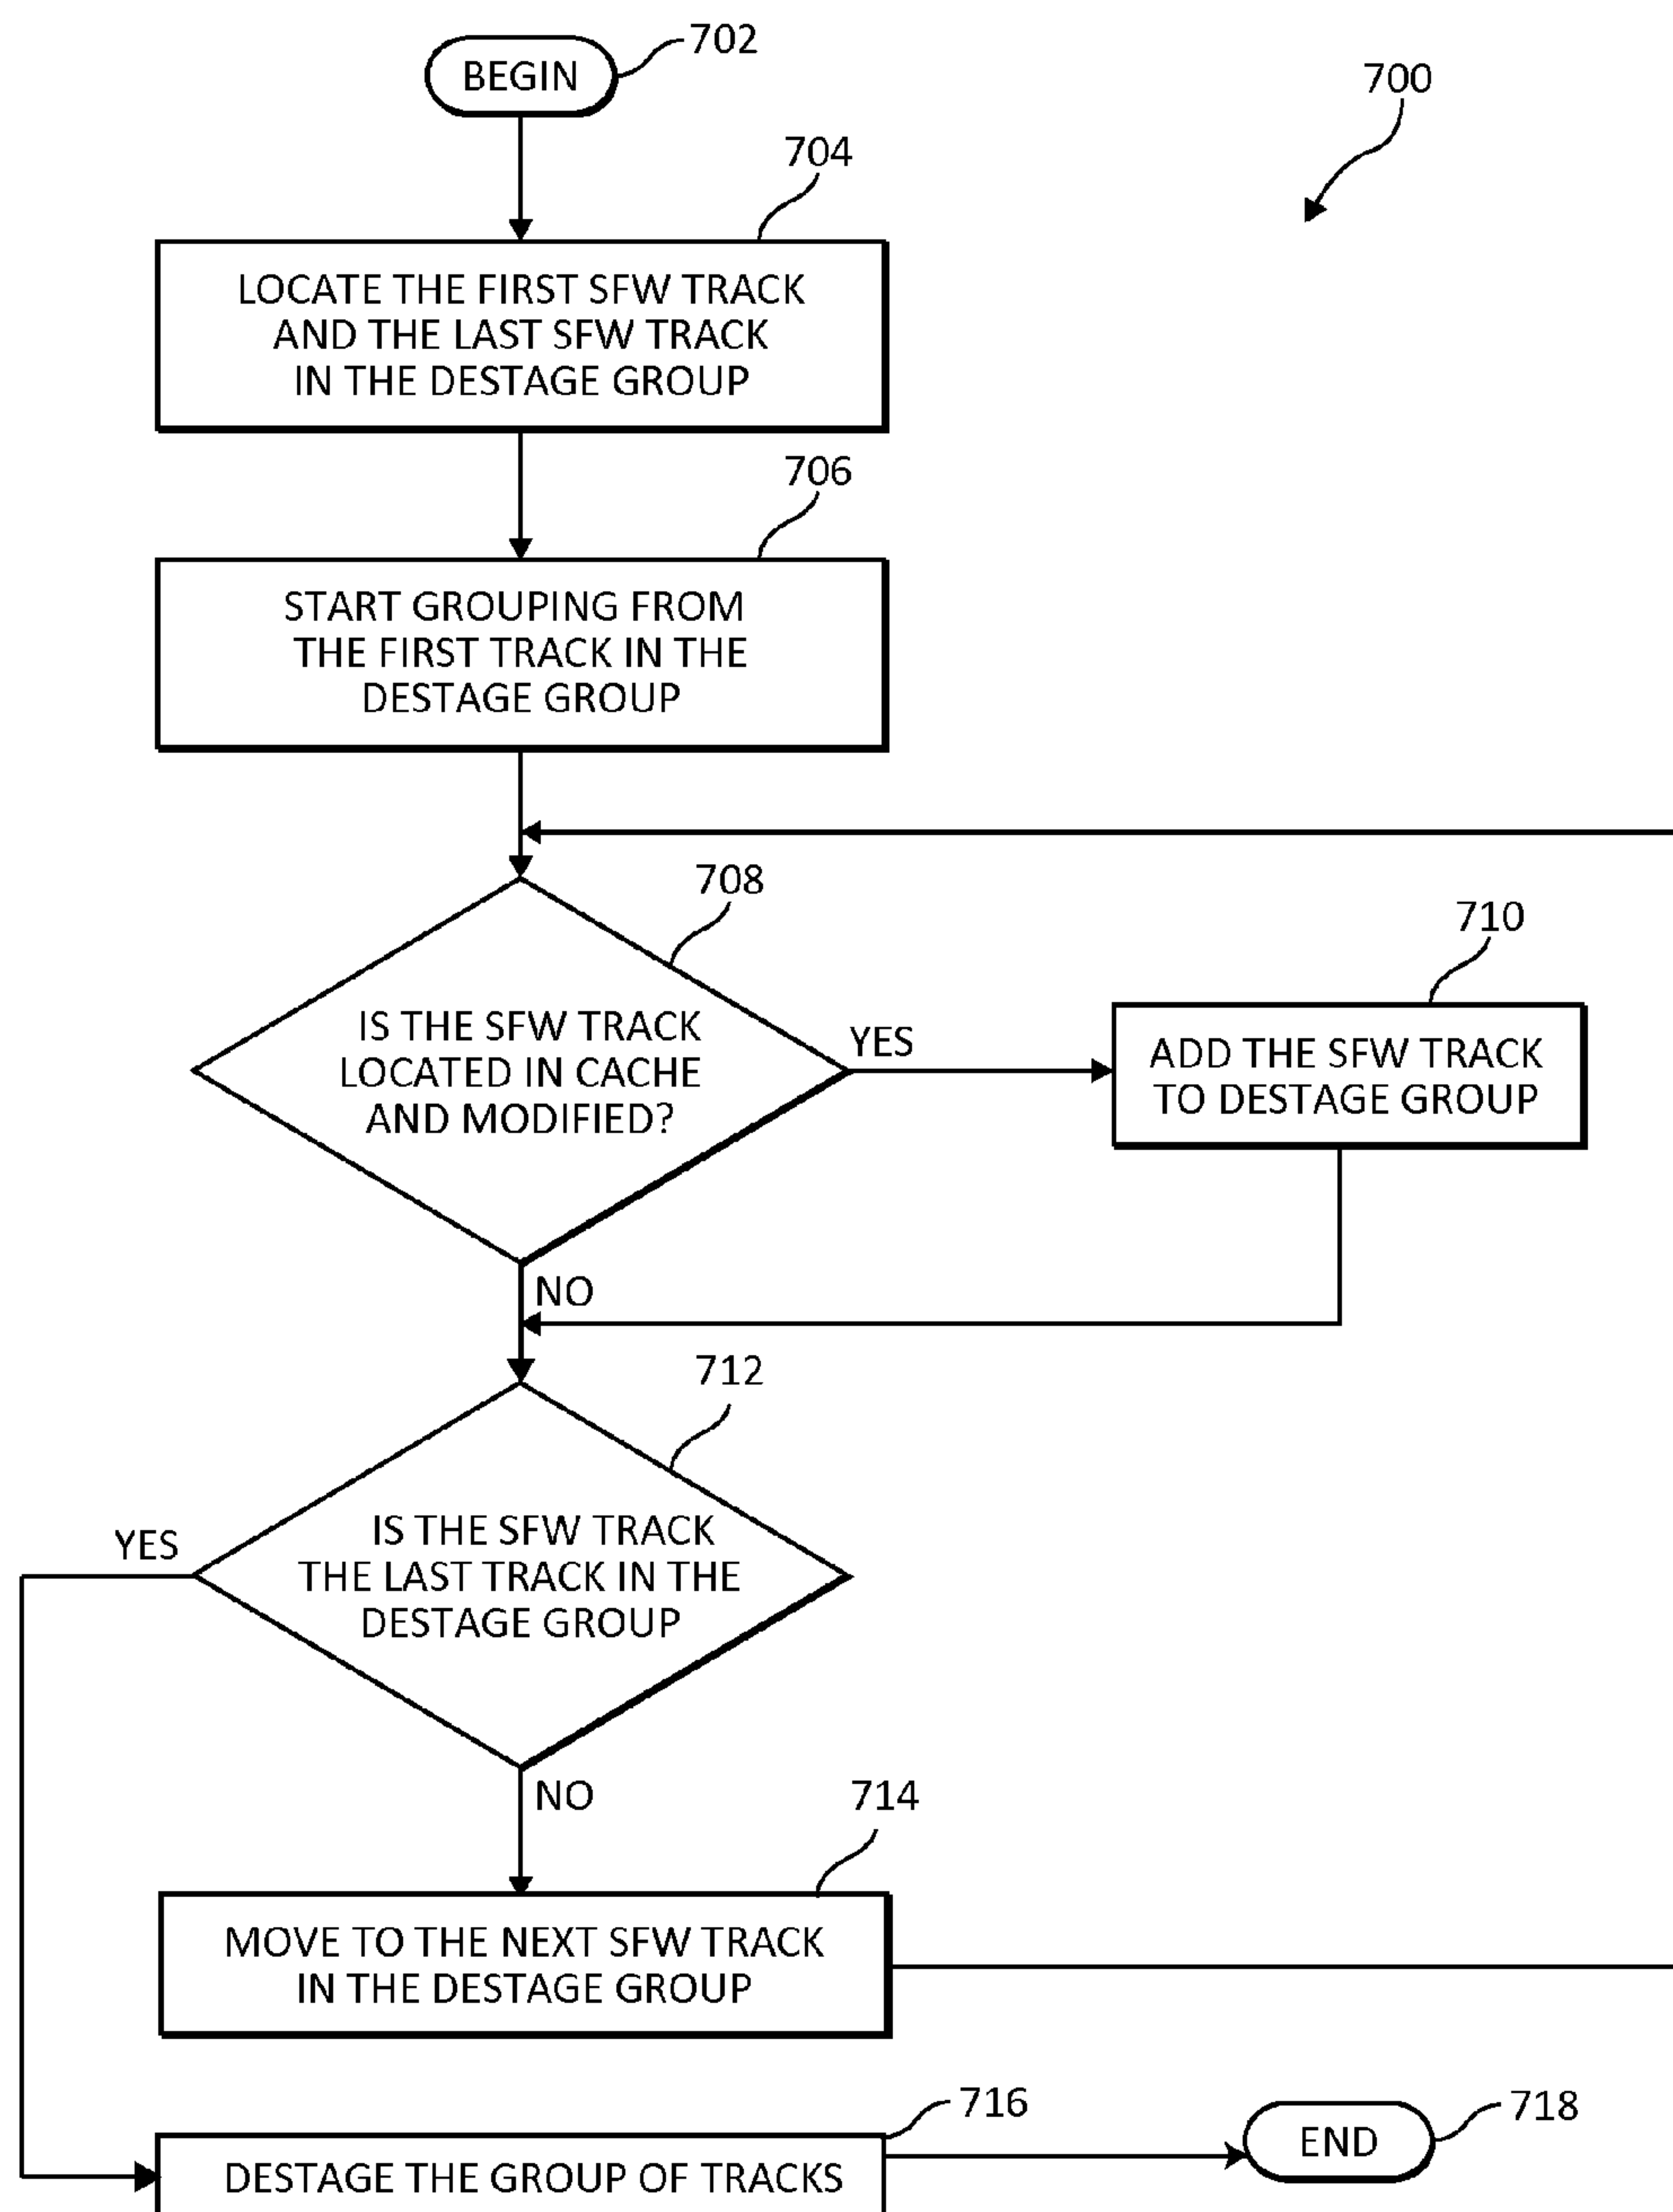 702
BEGIN
700
704
LOCATE THE FIRST SFW TRACK
AND THE LAST SFW TRACK
IN THE DESTAGE GROUP
706
START GROUPING FROM
THE FIRST TRACK IN THE
DESTAGE GROUP
708
710
IS THE SFW TRACK
LOCATED IN CACHE
AND MODIFIED?
YES
ADD THE SFW TRACK
TO DESTAGE GROUP
NO
712
YES
IS THE SFW TRACK
THE LAST TRACK IN THE
DESTAGE GROUP
NO
714
MOVE TO THE NEXT SFW TRACK
IN THE DESTAGE GROUP
716
718
END
DESTAGE THE GROUP OF TRACKS